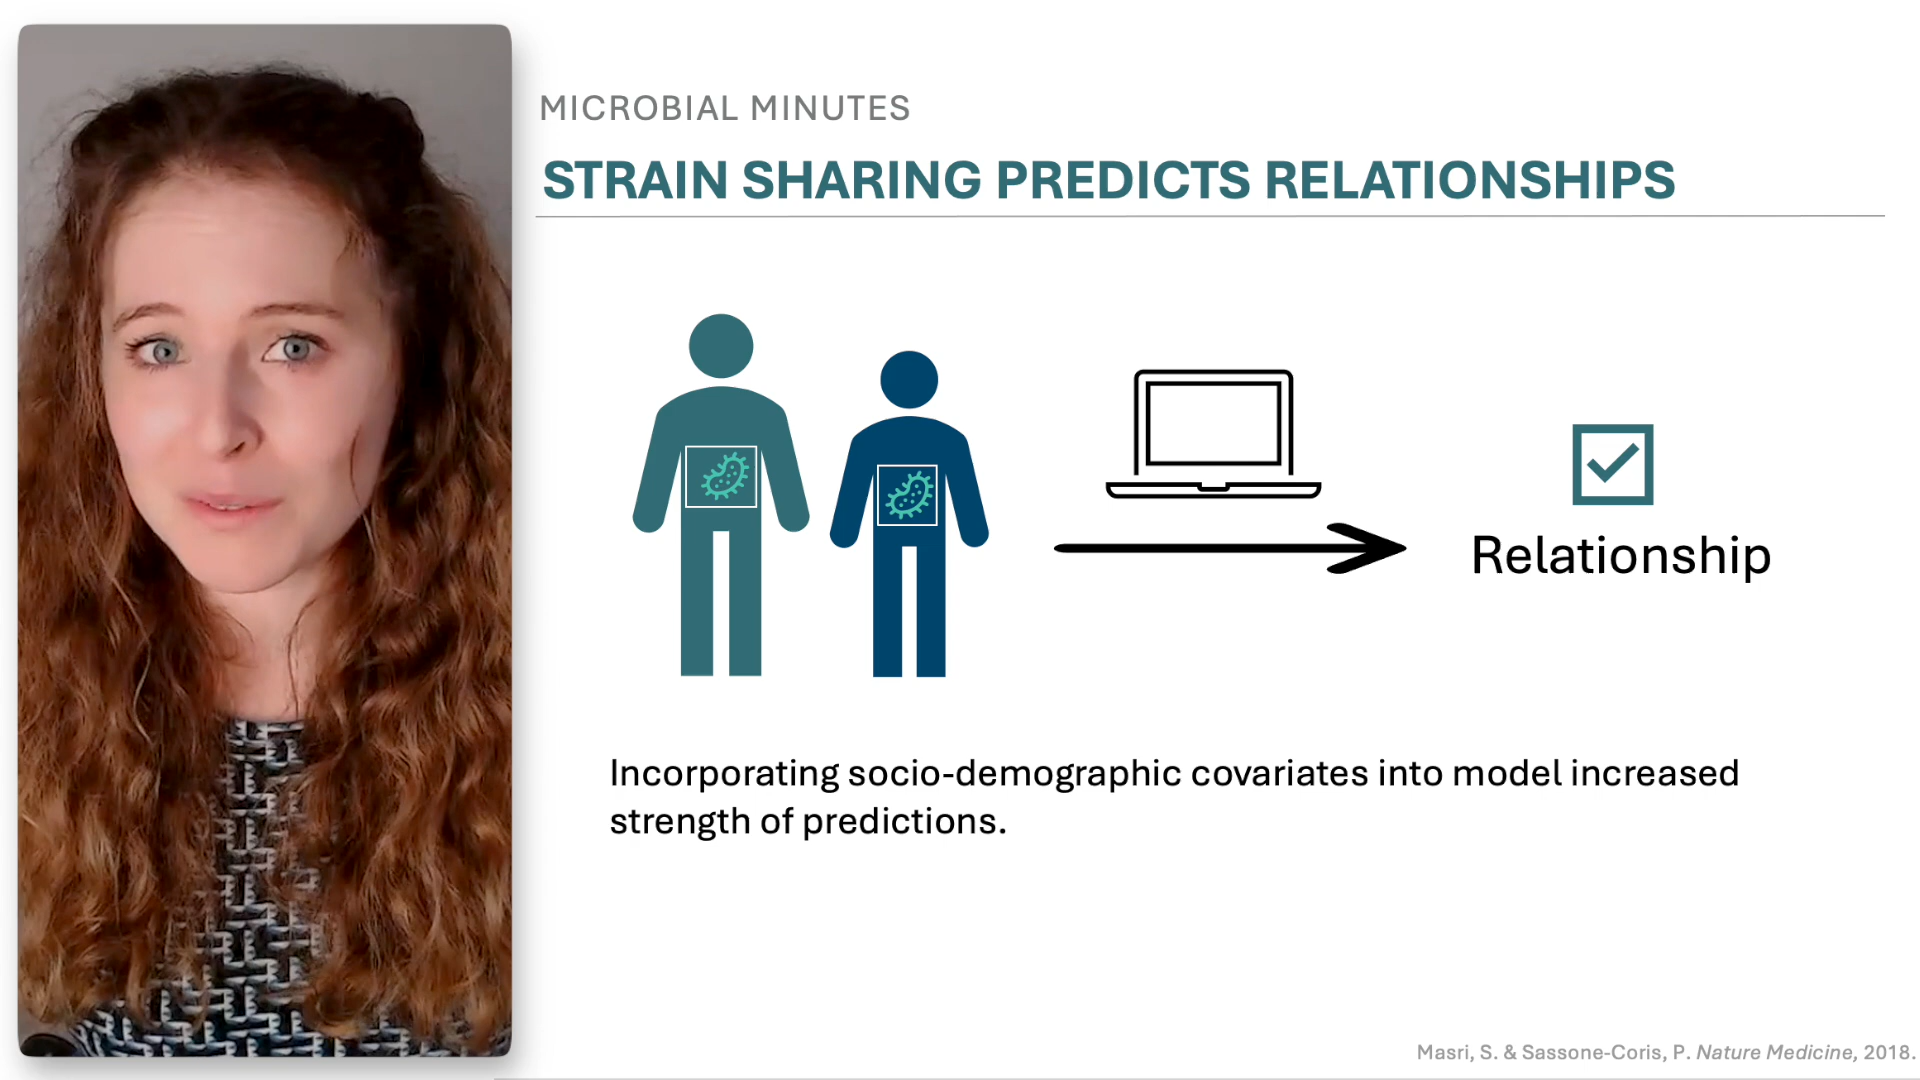 MICROBIAL MINUTES
STRAIN SHARING PREDICTS RELATIONSHIPS
Relationship
Incorporating socio-demographic covariates into model increased
strength of predictions.
Masri, S. & Sassone-Coris, P. Nature Medicine, 2018.